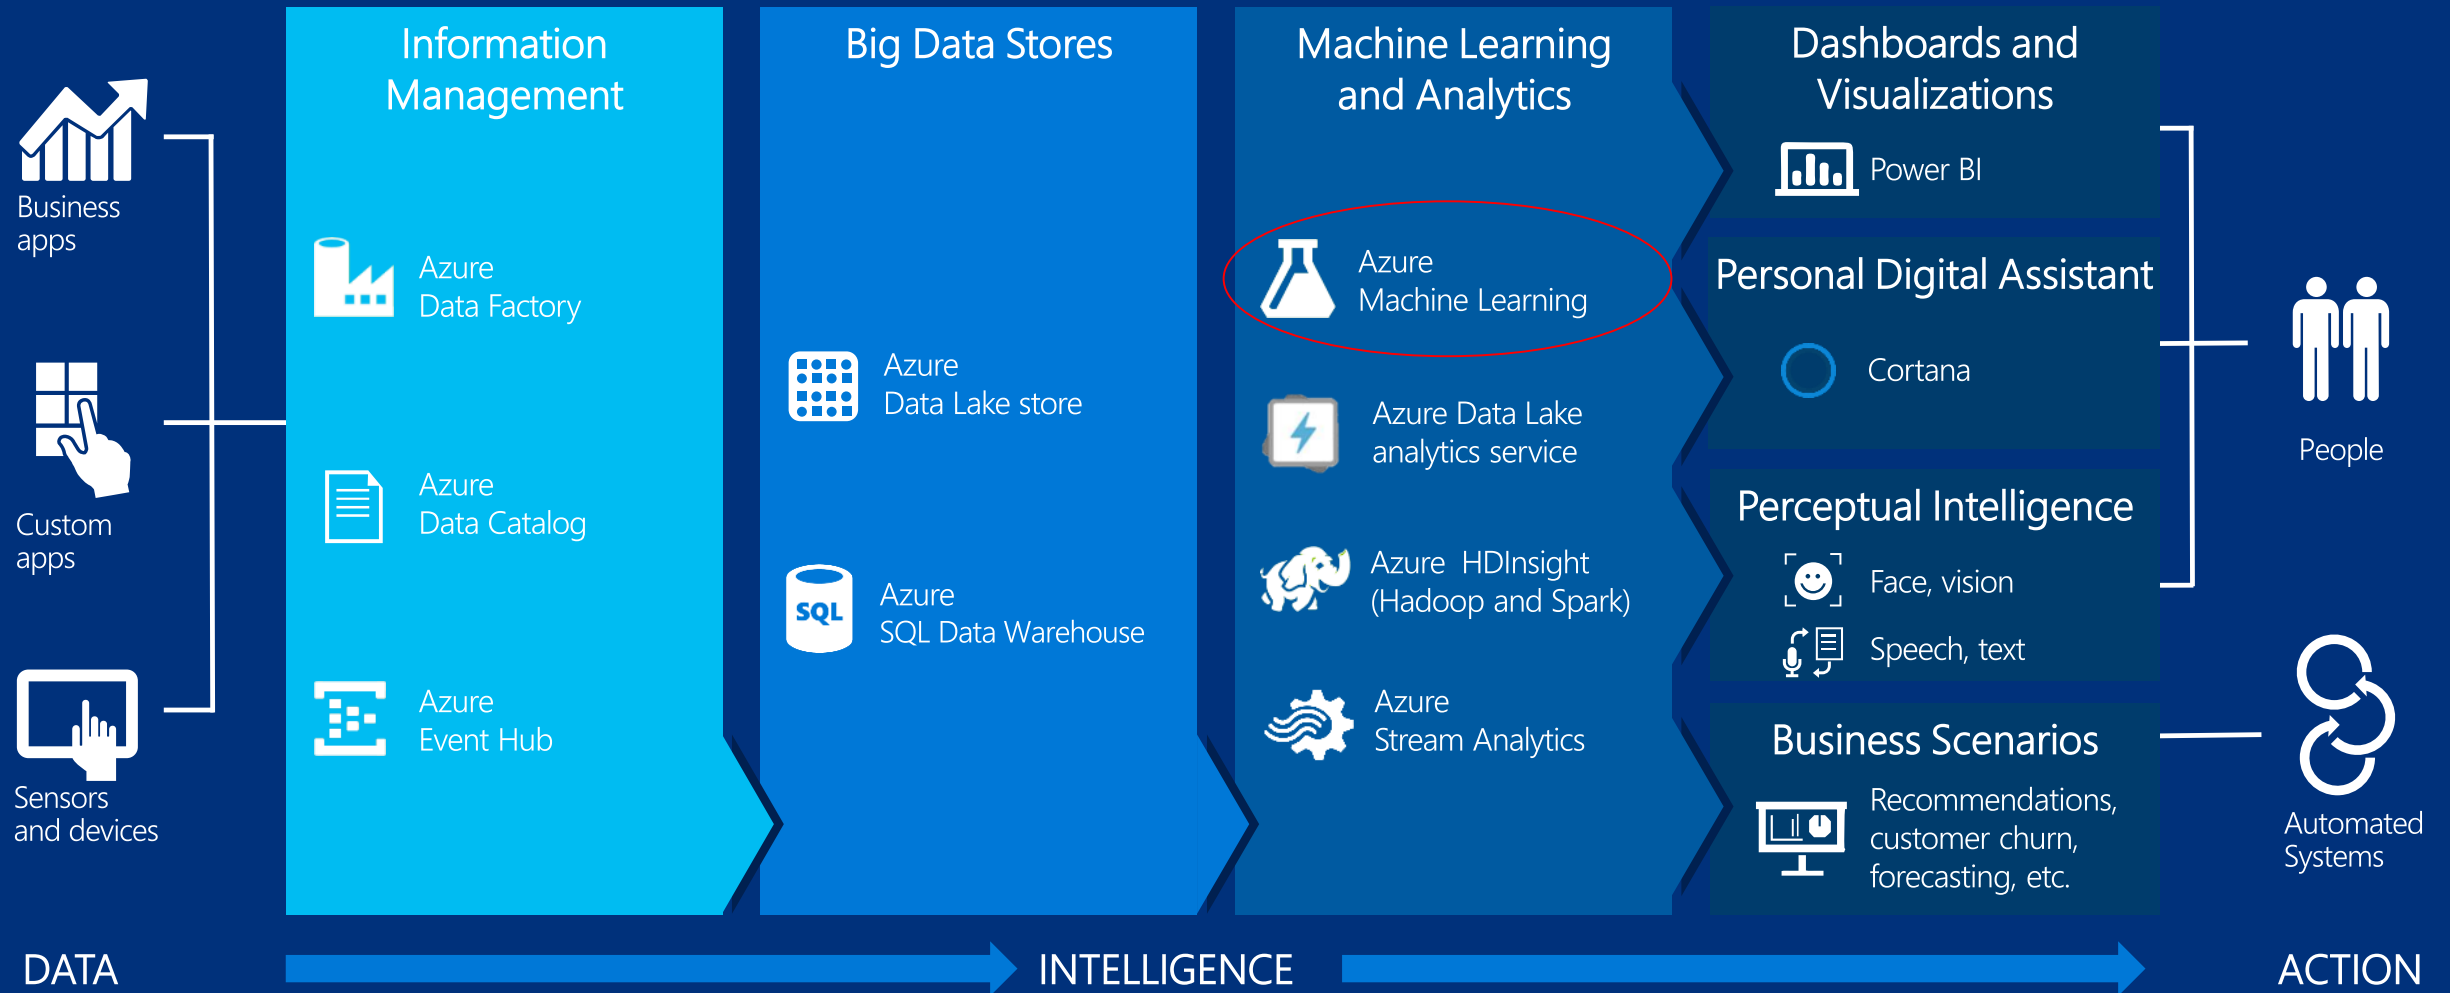 Business
apps
Custom
apps
Sensors
and devices
Information
Management
Azure
Data Factory
Azure
Data Catalog
Azure
Event Hub
Big Data Stores
Azure
Data Lake store
SQL
Azure
SQL Data Warehouse
Machine Learning
and Analytics
Azure
Machine Learning
Azure Data Lake
analytics service
Azure HDInsight
(Hadoop and Spark)
Azure
Stream Analytics
Dashboards and
Visualizations
Power BI
Personal Digital Assistant
Cortana
Perceptual Intelligence
Face, vision
Speech, text
Business Scenarios
Recommendations,
customer churn,
forecasting, etc.
People
Automated
Systems
DATA
INTELLIGENCE
ACTION